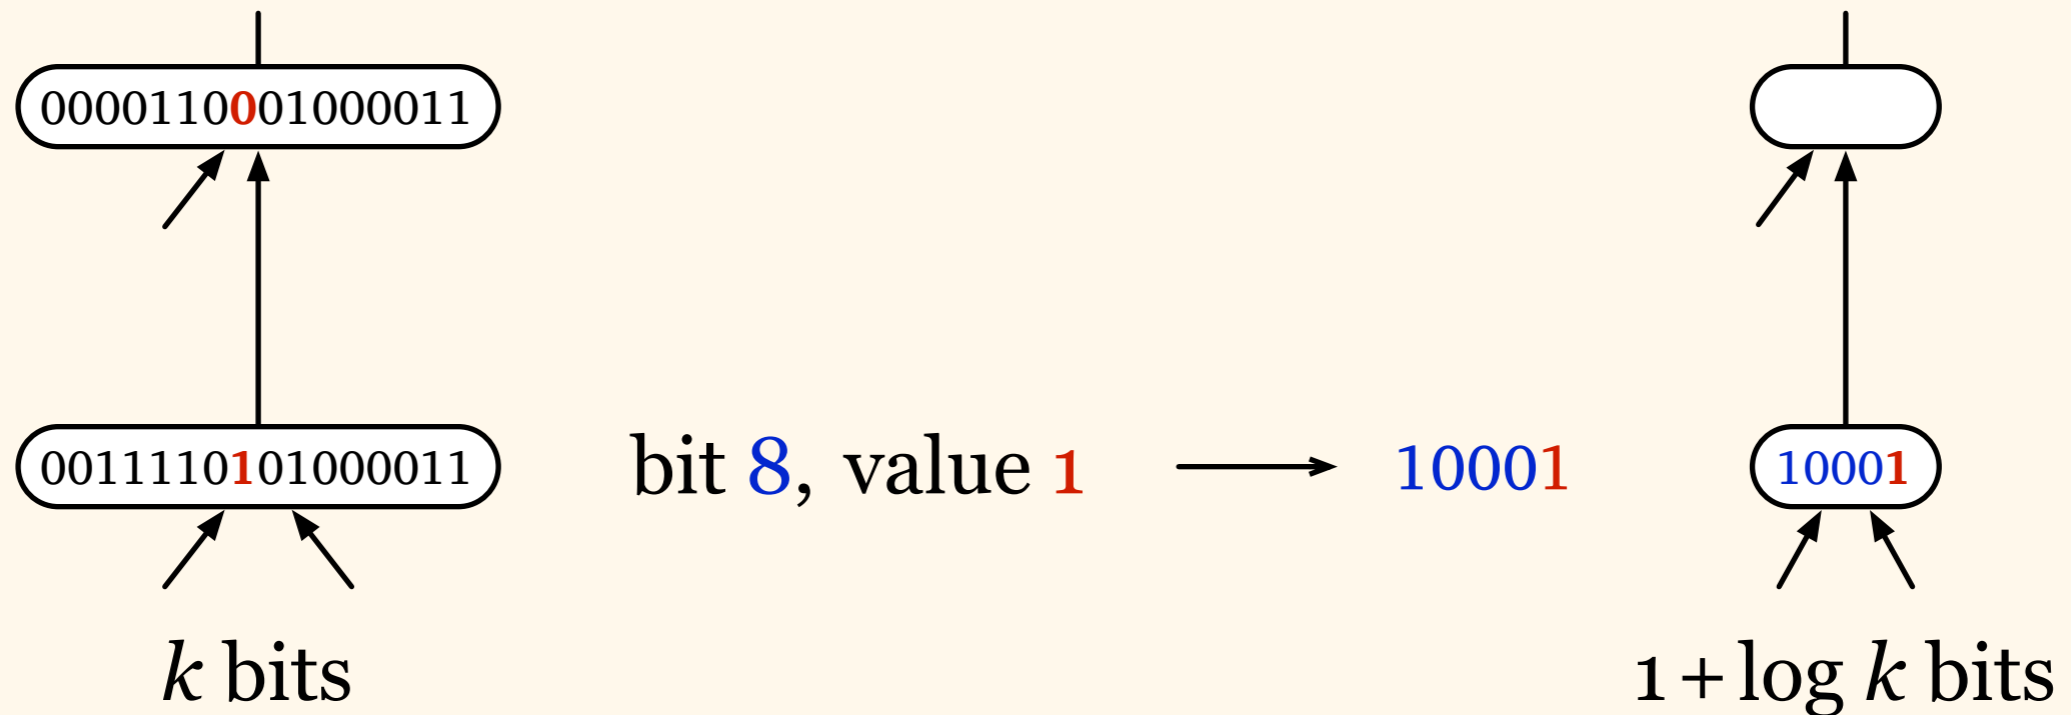 0000110001000011
0011110101000011
bit 8, value 1
10001
10001
k bits
1 + log k bits